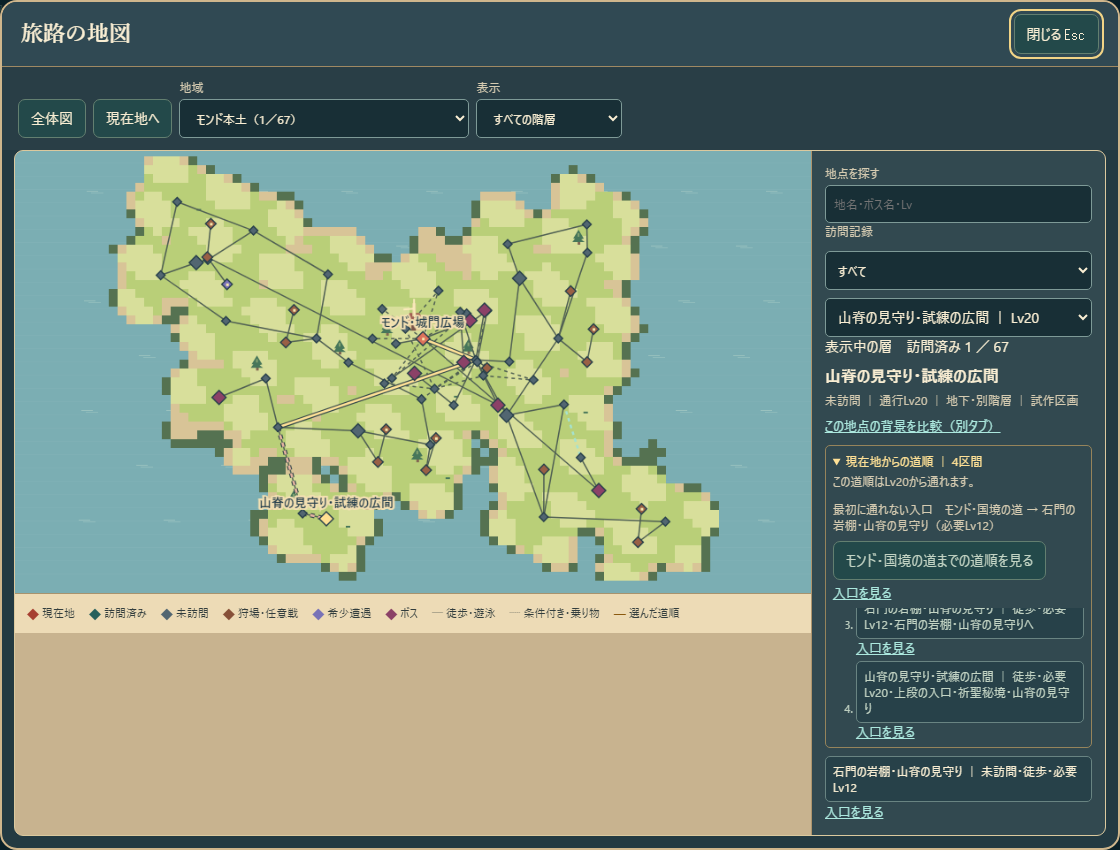 旅路の地図
閉じる Esc
地域
表示
全体図
現在地へ
モンド本土（1／67）
すべての階層
モンド・城門広場
山脊の見守り・試練の広間
現在地
訪問済み
未訪問
狩場・任意戦
希少遭遇
ボス
徒歩・遊泳
条件付き・乗り物
選んだ道順
地点を探す
地名・ボス名・Lv
訪問記録
すべて
山脊の見守り・試練の広間 ｜ Lv20
表示中の層　訪問済み 1 ／ 67
山脊の見守り・試練の広間
未訪問 ｜ 通行Lv20 ｜ 地下・別階層 ｜ 試作区画
この地点の背景を比較（別タブ）
▼ 現在地からの道順 ｜ 4区間
この道順はLv20から通れます。
最初に通れない入口　モンド・国境の道 → 石門の
岩棚・山脊の見守り（必要Lv12）
モンド・国境の道までの道順を見る
入口を見る
石門の岩棚・山脊の見守り ｜ 徒歩・必要
3. Lv12・石門の岩棚・山脊の見守りへ
入口を見る
山脊の見守り・試練の広間 ｜ 徒歩・必要
Lv20・上段の入口・祈聖秘境・山脊の見守
4. り
入口を見る
石門の岩棚・山脊の見守り ｜ 未訪問・徒歩・必要
Lv12
入口を見る